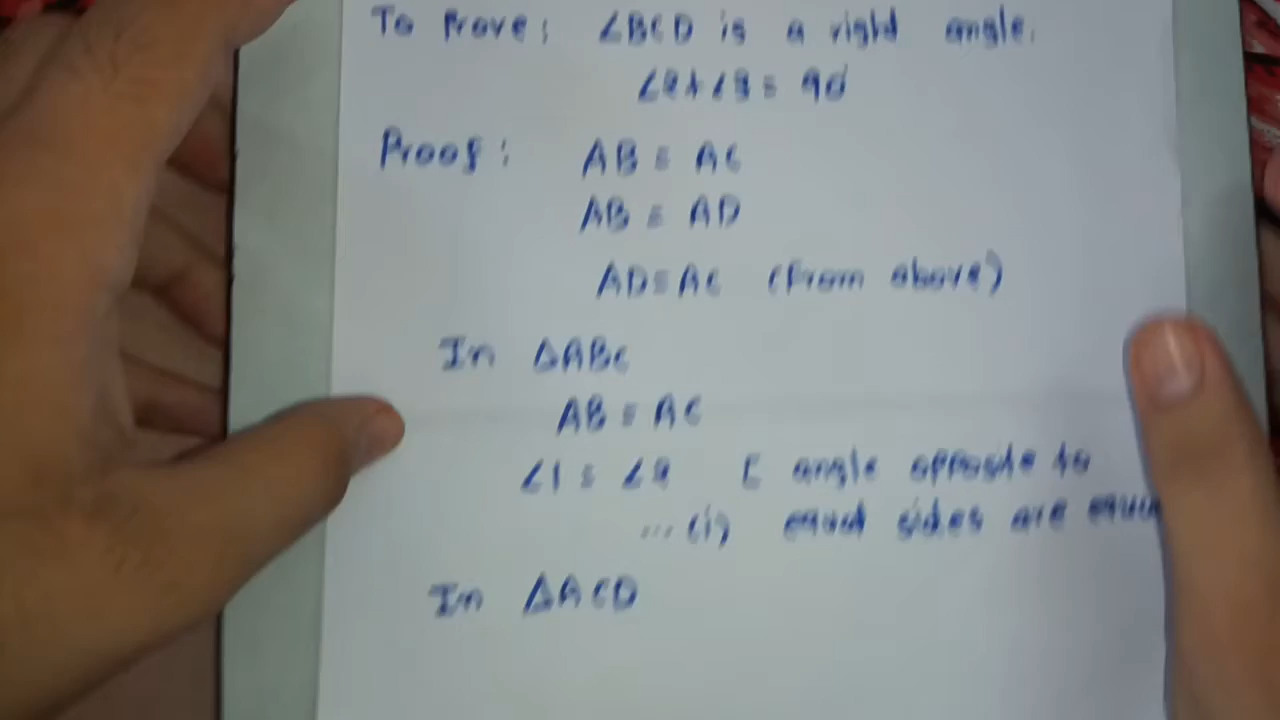 To Prove: ∠BCD is a right angle.
∠2+∠3 = 90°
Proof: AB = AC
AB = AD
AD=AC (From above)
In ΔABC
AB = AC
∠1 = ∠2 [ angle opposite to
... (i) equal sides are equa
In ΔACD